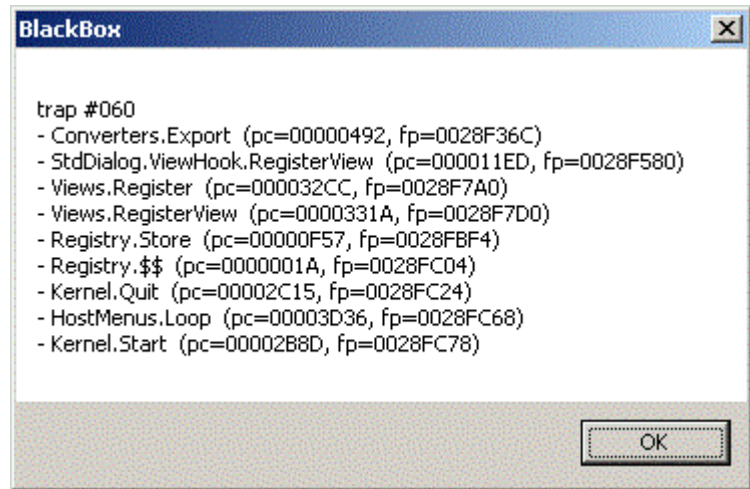 BlackBox
trap #060
- Converters.Export (pc=00000492, fp=0028F36C)
- StdDialog.ViewHook.RegisterView (pc=000011ED, fp=0028F580)
- Views.Register (pc=000032CC, fp=0028F7A0)
- Views.RegisterView (pc=0000331A, fp=0028F7D0)
- Registry.Store (pc=00000F57, fp=0028FBF4)
- Registry.$$ (pc=0000001A, fp=0028FC04)
- Kernel.Quit (pc=00002C15, fp=0028FC24)
- HostMenus.Loop (pc=00003D36, fp=0028FC68)
- Kernel.Start (pc=00002B8D, fp=0028FC78)
OK